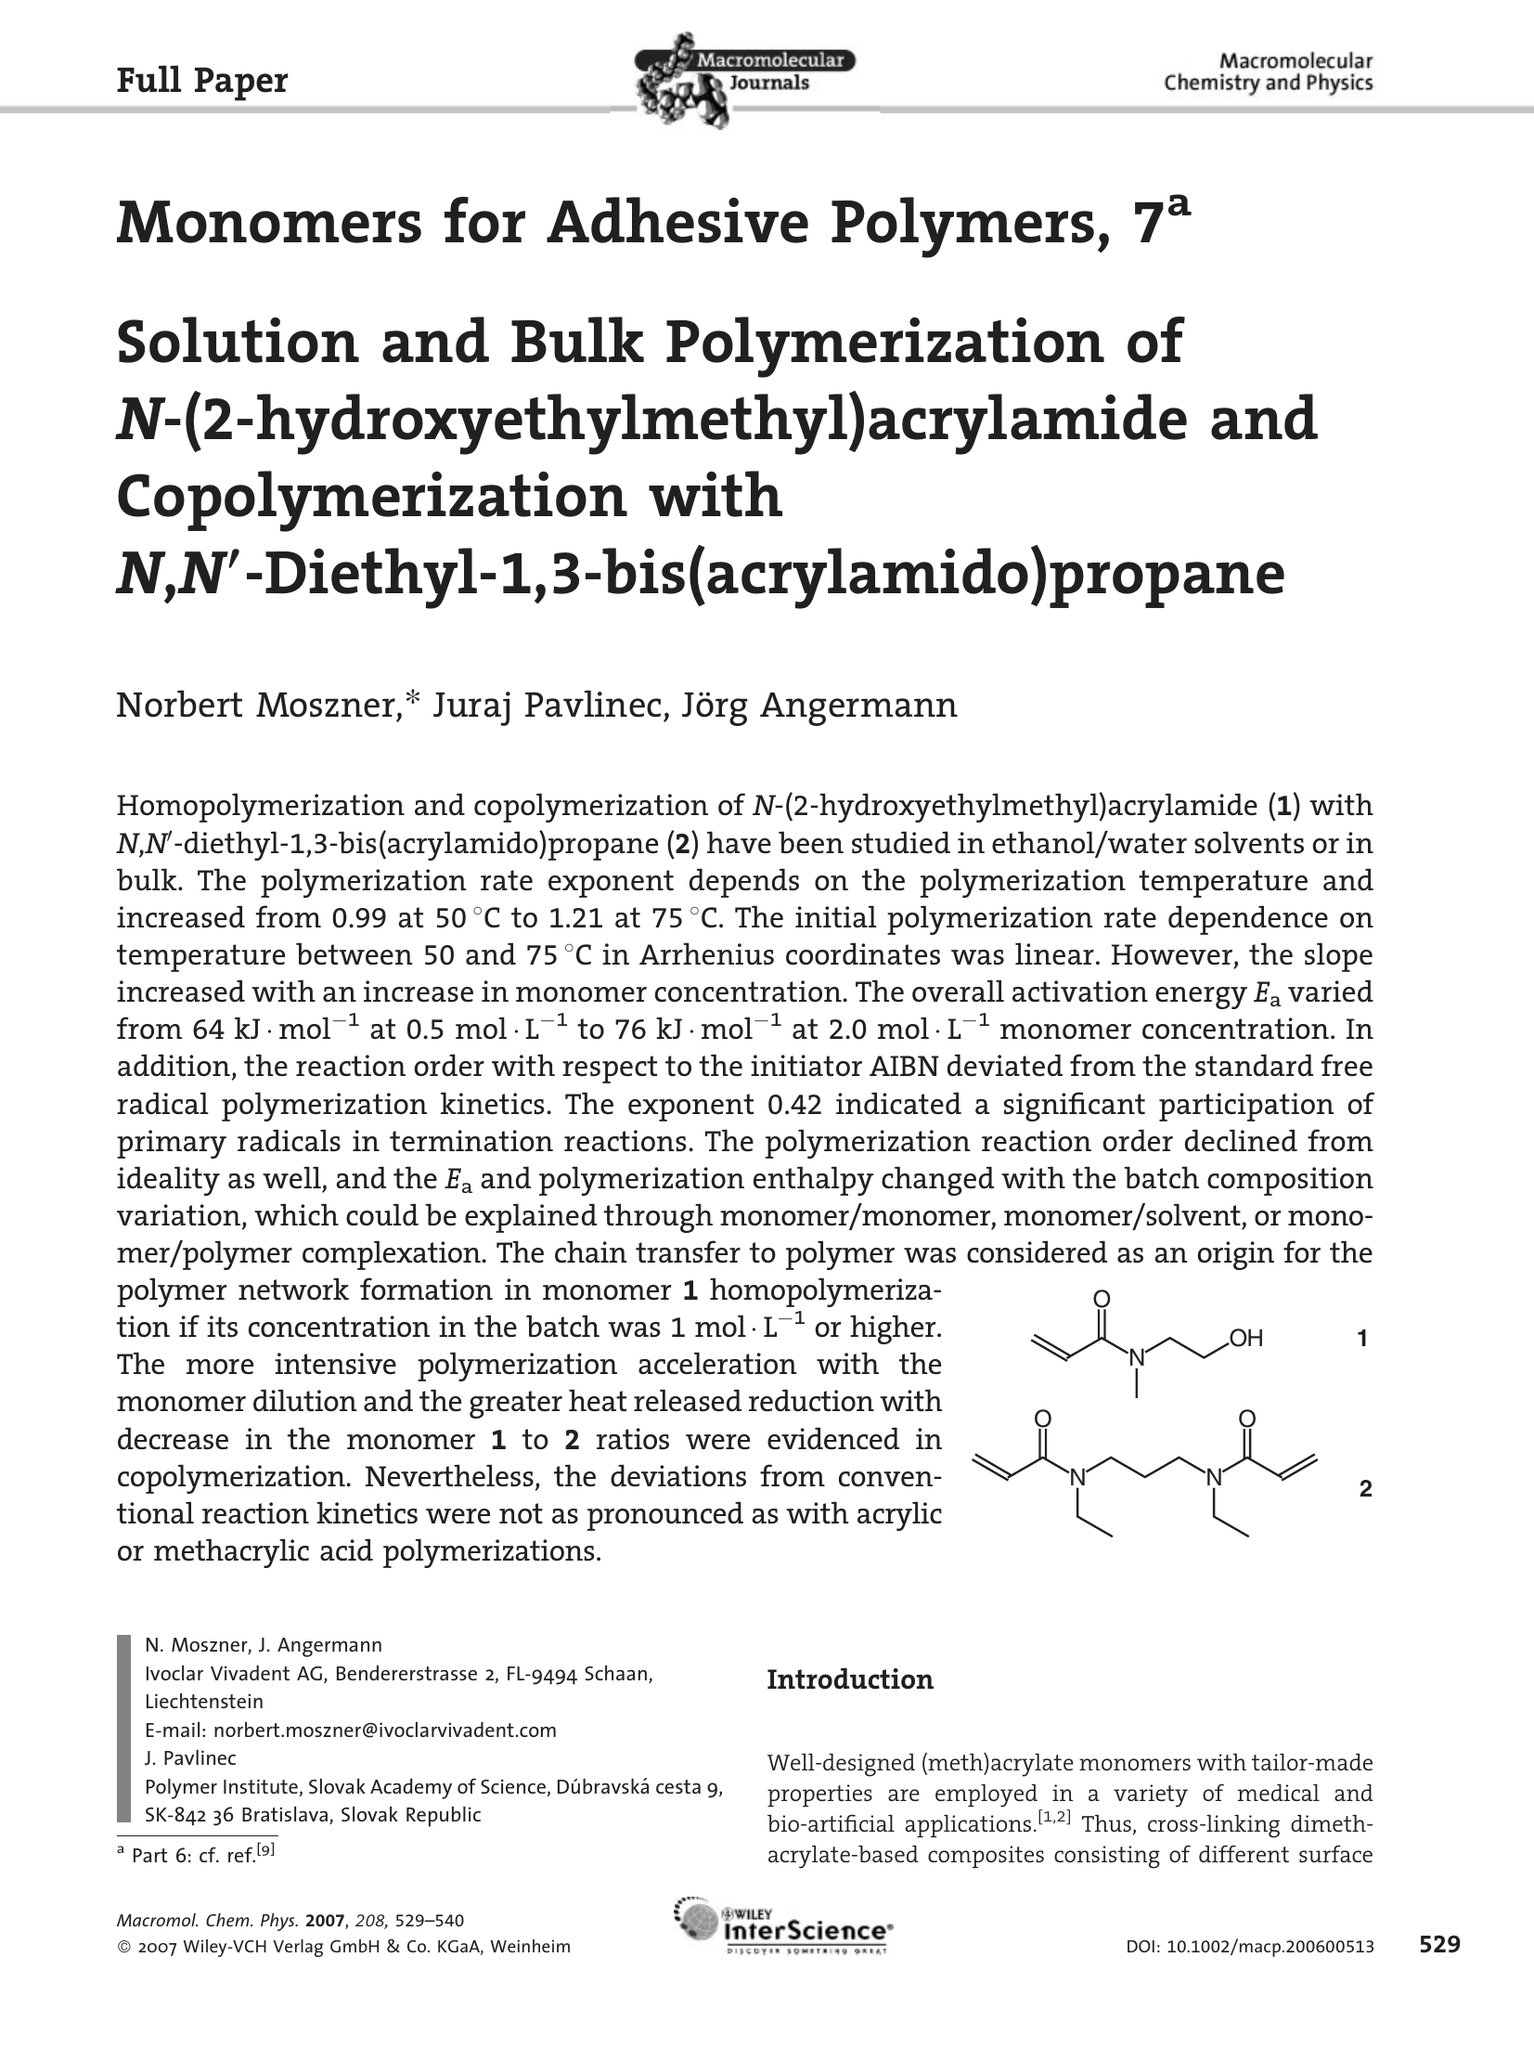 Full Paper
Macromolecular
Journals
Macromolecular
Chemistry and Physics
Monomers for Adhesive Polymers, 7a
Solution and Bulk Polymerization of
N-(2-hydroxyethylmethyl)acrylamide and
Copolymerization with
N,N′-Diethyl-1,3-bis(acrylamido)propane
Norbert Moszner,* Juraj Pavlinec, Jörg Angermann
Homopolymerization and copolymerization of N-(2-hydroxyethylmethyl)acrylamide (1) with
N,N′-diethyl-1,3-bis(acrylamido)propane (2) have been studied in ethanol/water solvents or in
bulk. The polymerization rate exponent depends on the polymerization temperature and
increased from 0.99 at 50 °C to 1.21 at 75 °C. The initial polymerization rate dependence on
temperature between 50 and 75 °C in Arrhenius coordinates was linear. However, the slope
increased with an increase in monomer concentration. The overall activation energy Ea varied
from 64 kJ · mol−1 at 0.5 mol · L−1 to 76 kJ · mol−1 at 2.0 mol · L−1 monomer concentration. In
addition, the reaction order with respect to the initiator AIBN deviated from the standard free
radical polymerization kinetics. The exponent 0.42 indicated a significant participation of
primary radicals in termination reactions. The polymerization reaction order declined from
ideality as well, and the Ea and polymerization enthalpy changed with the batch composition
variation, which could be explained through monomer/monomer, monomer/solvent, or mono-
mer/polymer complexation. The chain transfer to polymer was considered as an origin for the
polymer network formation in monomer 1 homopolymeriza-
tion if its concentration in the batch was 1 mol · L−1 or higher.
The more intensive polymerization acceleration with the
monomer dilution and the greater heat released reduction with
decrease in the monomer 1 to 2 ratios were evidenced in
copolymerization. Nevertheless, the deviations from conven-
tional reaction kinetics were not as pronounced as with acrylic
or methacrylic acid polymerizations.
O
N
OH
1
O
O
N
N
2
N. Moszner, J. Angermann
Ivoclar Vivadent AG, Bendererstrasse 2, FL-9494 Schaan,
Liechtenstein
E-mail: norbert.moszner@ivoclarvivadent.com
J. Pavlinec
Polymer Institute, Slovak Academy of Science, Dúbravská cesta 9,
SK-842 36 Bratislava, Slovak Republic
a Part 6: cf. ref.[9]
Introduction
Well-designed (meth)acrylate monomers with tailor-made
properties are employed in a variety of medical and
bio-artificial applications.[1,2] Thus, cross-linking dimeth-
acrylate-based composites consisting of different surface
Macromol. Chem. Phys. 2007, 208, 529–540
© 2007 Wiley-VCH Verlag GmbH & Co. KGaA, Weinheim
WILEY
InterScience®
DISCOVER SOMETHING GREAT
DOI: 10.1002/macp.200600513
529